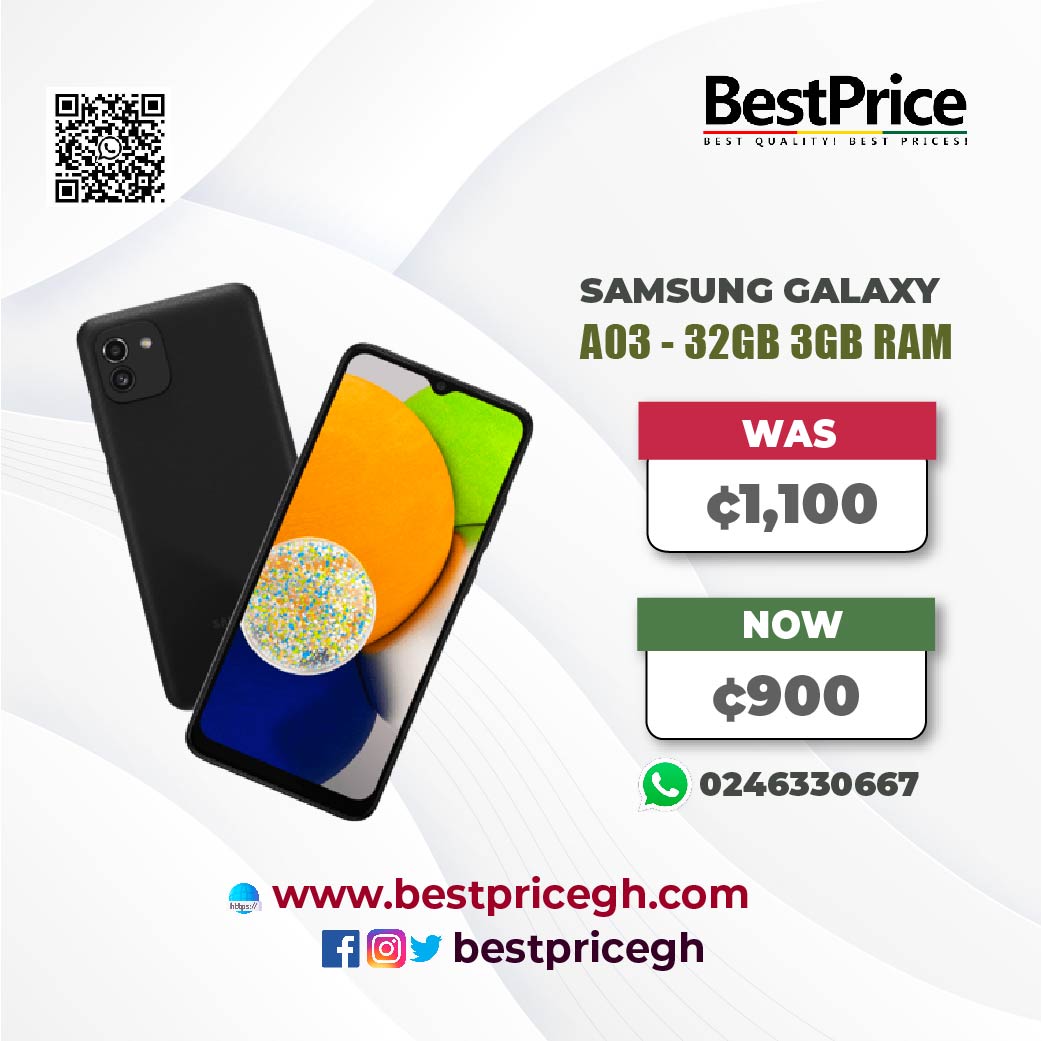 BestPrice
BEST QUALITY! BEST PRICES!
SAMSUNG GALAXY
A03 - 32GB 3GB RAM
WAS
¢1,100
NOW
¢900
0246330667
https://
www.bestpricegh.com
bestpricegh